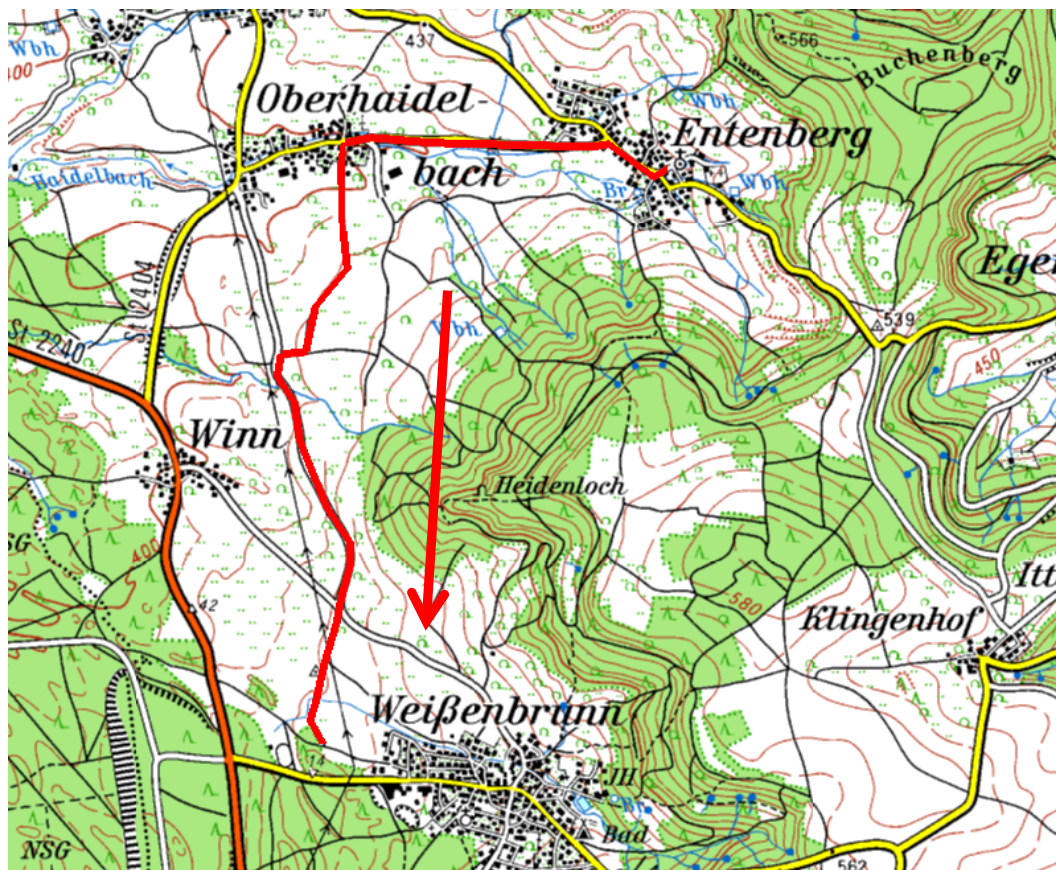 566
437
Wbh.
400
Buchenberg
Oberhaidel-
Wbh
Entenberg
bach
Haidelbach
Br.
Wbh.
St 2404
Eger
539
St 2240
Wbh.
450
Winn
Heidenloch
SG
400
42
580
Itt
Klingenhof
Weißenbrunn
14
JH
Br.
Bad
NSG
562